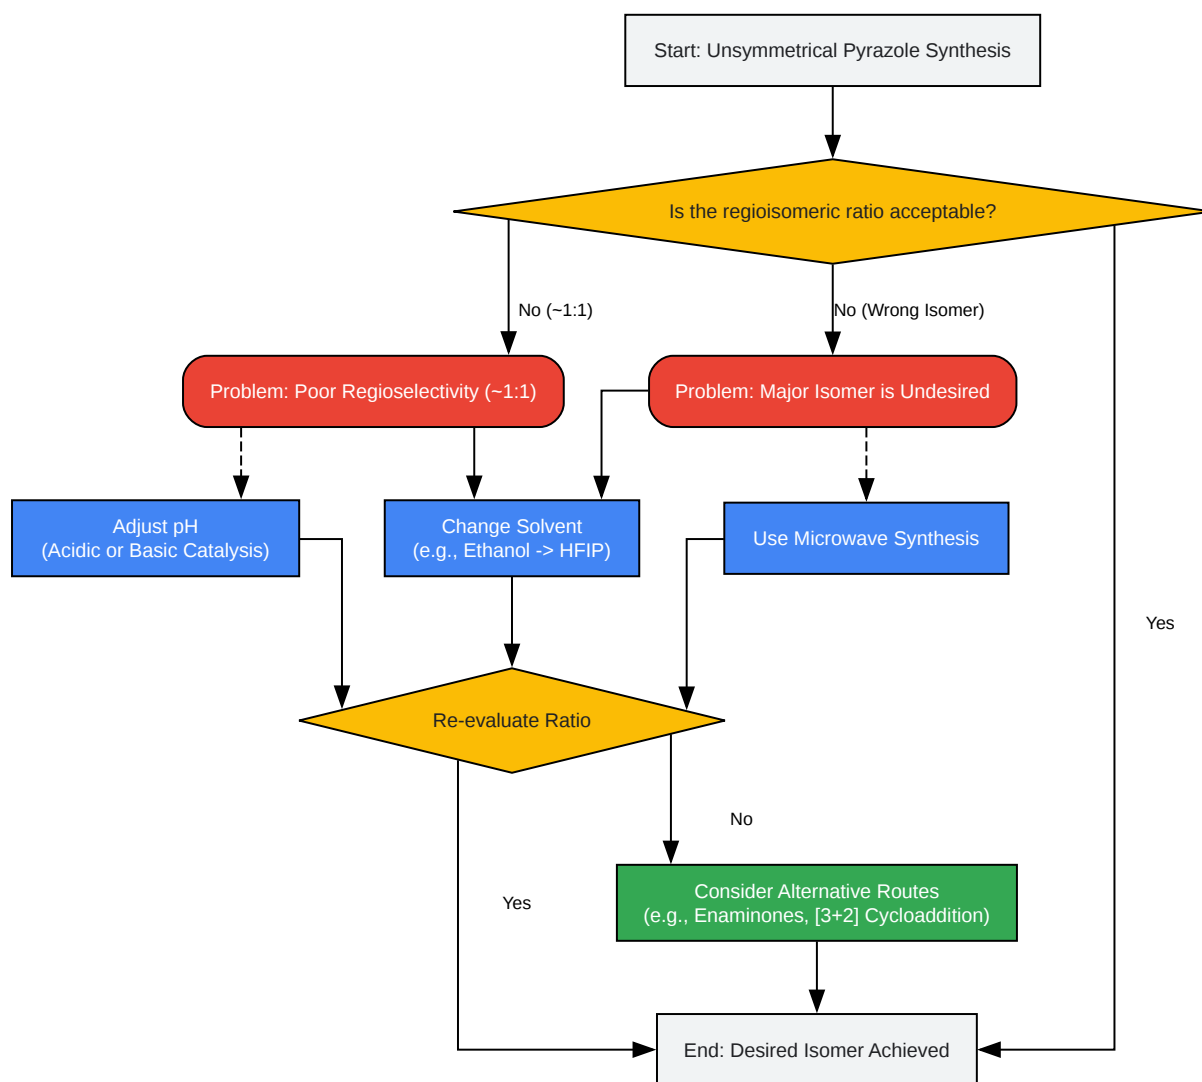 Start: Unsymmetrical Pyrazole Synthesis
Is the regioisomeric ratio acceptable?
No (~1:1)
No (Wrong Isomer)
Problem: Poor Regioselectivity (~1:1)
Problem: Major Isomer is Undesired
Adjust pH
(Acidic or Basic Catalysis)
Change Solvent
(e.g., Ethanol -> HFIP)
Use Microwave Synthesis
Yes
Re-evaluate Ratio
No
Yes
Consider Alternative Routes
(e.g., Enaminones, [3+2] Cycloaddition)
End: Desired Isomer Achieved